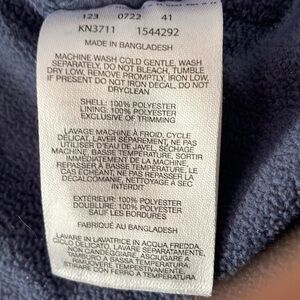 123 0722 41
KN3711 1544292
MADE IN BANGLADESH
MACHINE WASH COLD GENTLE, WASH
SEPARATELY, DO NOT BLEACH, TUMBLE
DRY LOW, REMOVE PROMPTLY, IRON LOW,
IF PRESENT DO NOT IRON DECAL, DO NOT
DRYCLEAN
SHELL: 100% POLYESTER
LINING: 100% POLYESTER
EXCLUSIVE OF TRIMMING
LAVAGE MACHINE À FROID, CYCLE
DELICAT, LAVER SÉPAREMENT, NE PAS
UTILISER D'EAU DE JAVEL, SÉCHAGE
MACHINE, BASSE TEMPÉRATURE, SORTIR
IMMÉDIATEMENT DE LA MACHINE
REPASSER À BASSE TEMPÉRATURE, LE
CAS ÉCHÉANT, NE PAS REPASSER LA
DÉCALCOMANIE, NETTOYAGE A SEC
INTERDIT
EXTÉRIEUR: 100% POLYESTER
DOUBLURE: 100% POLYESTER
SAUF LES BORDURES
FABRIQUÉ AU BANGLADESH
LAVARE IN LAVATRICE IN ACQUA FREDDA,
CICLO DELICATO, LAVARE SEPARATAMENTE,
NON CANDEGGIARE, ASCIUGARE A
TAMBURO A BASSA TEMPERATURA E
RIMUOVERE TEMPESTIVAMENTE,
STIRARE CON FERRO A TEMPERATURA